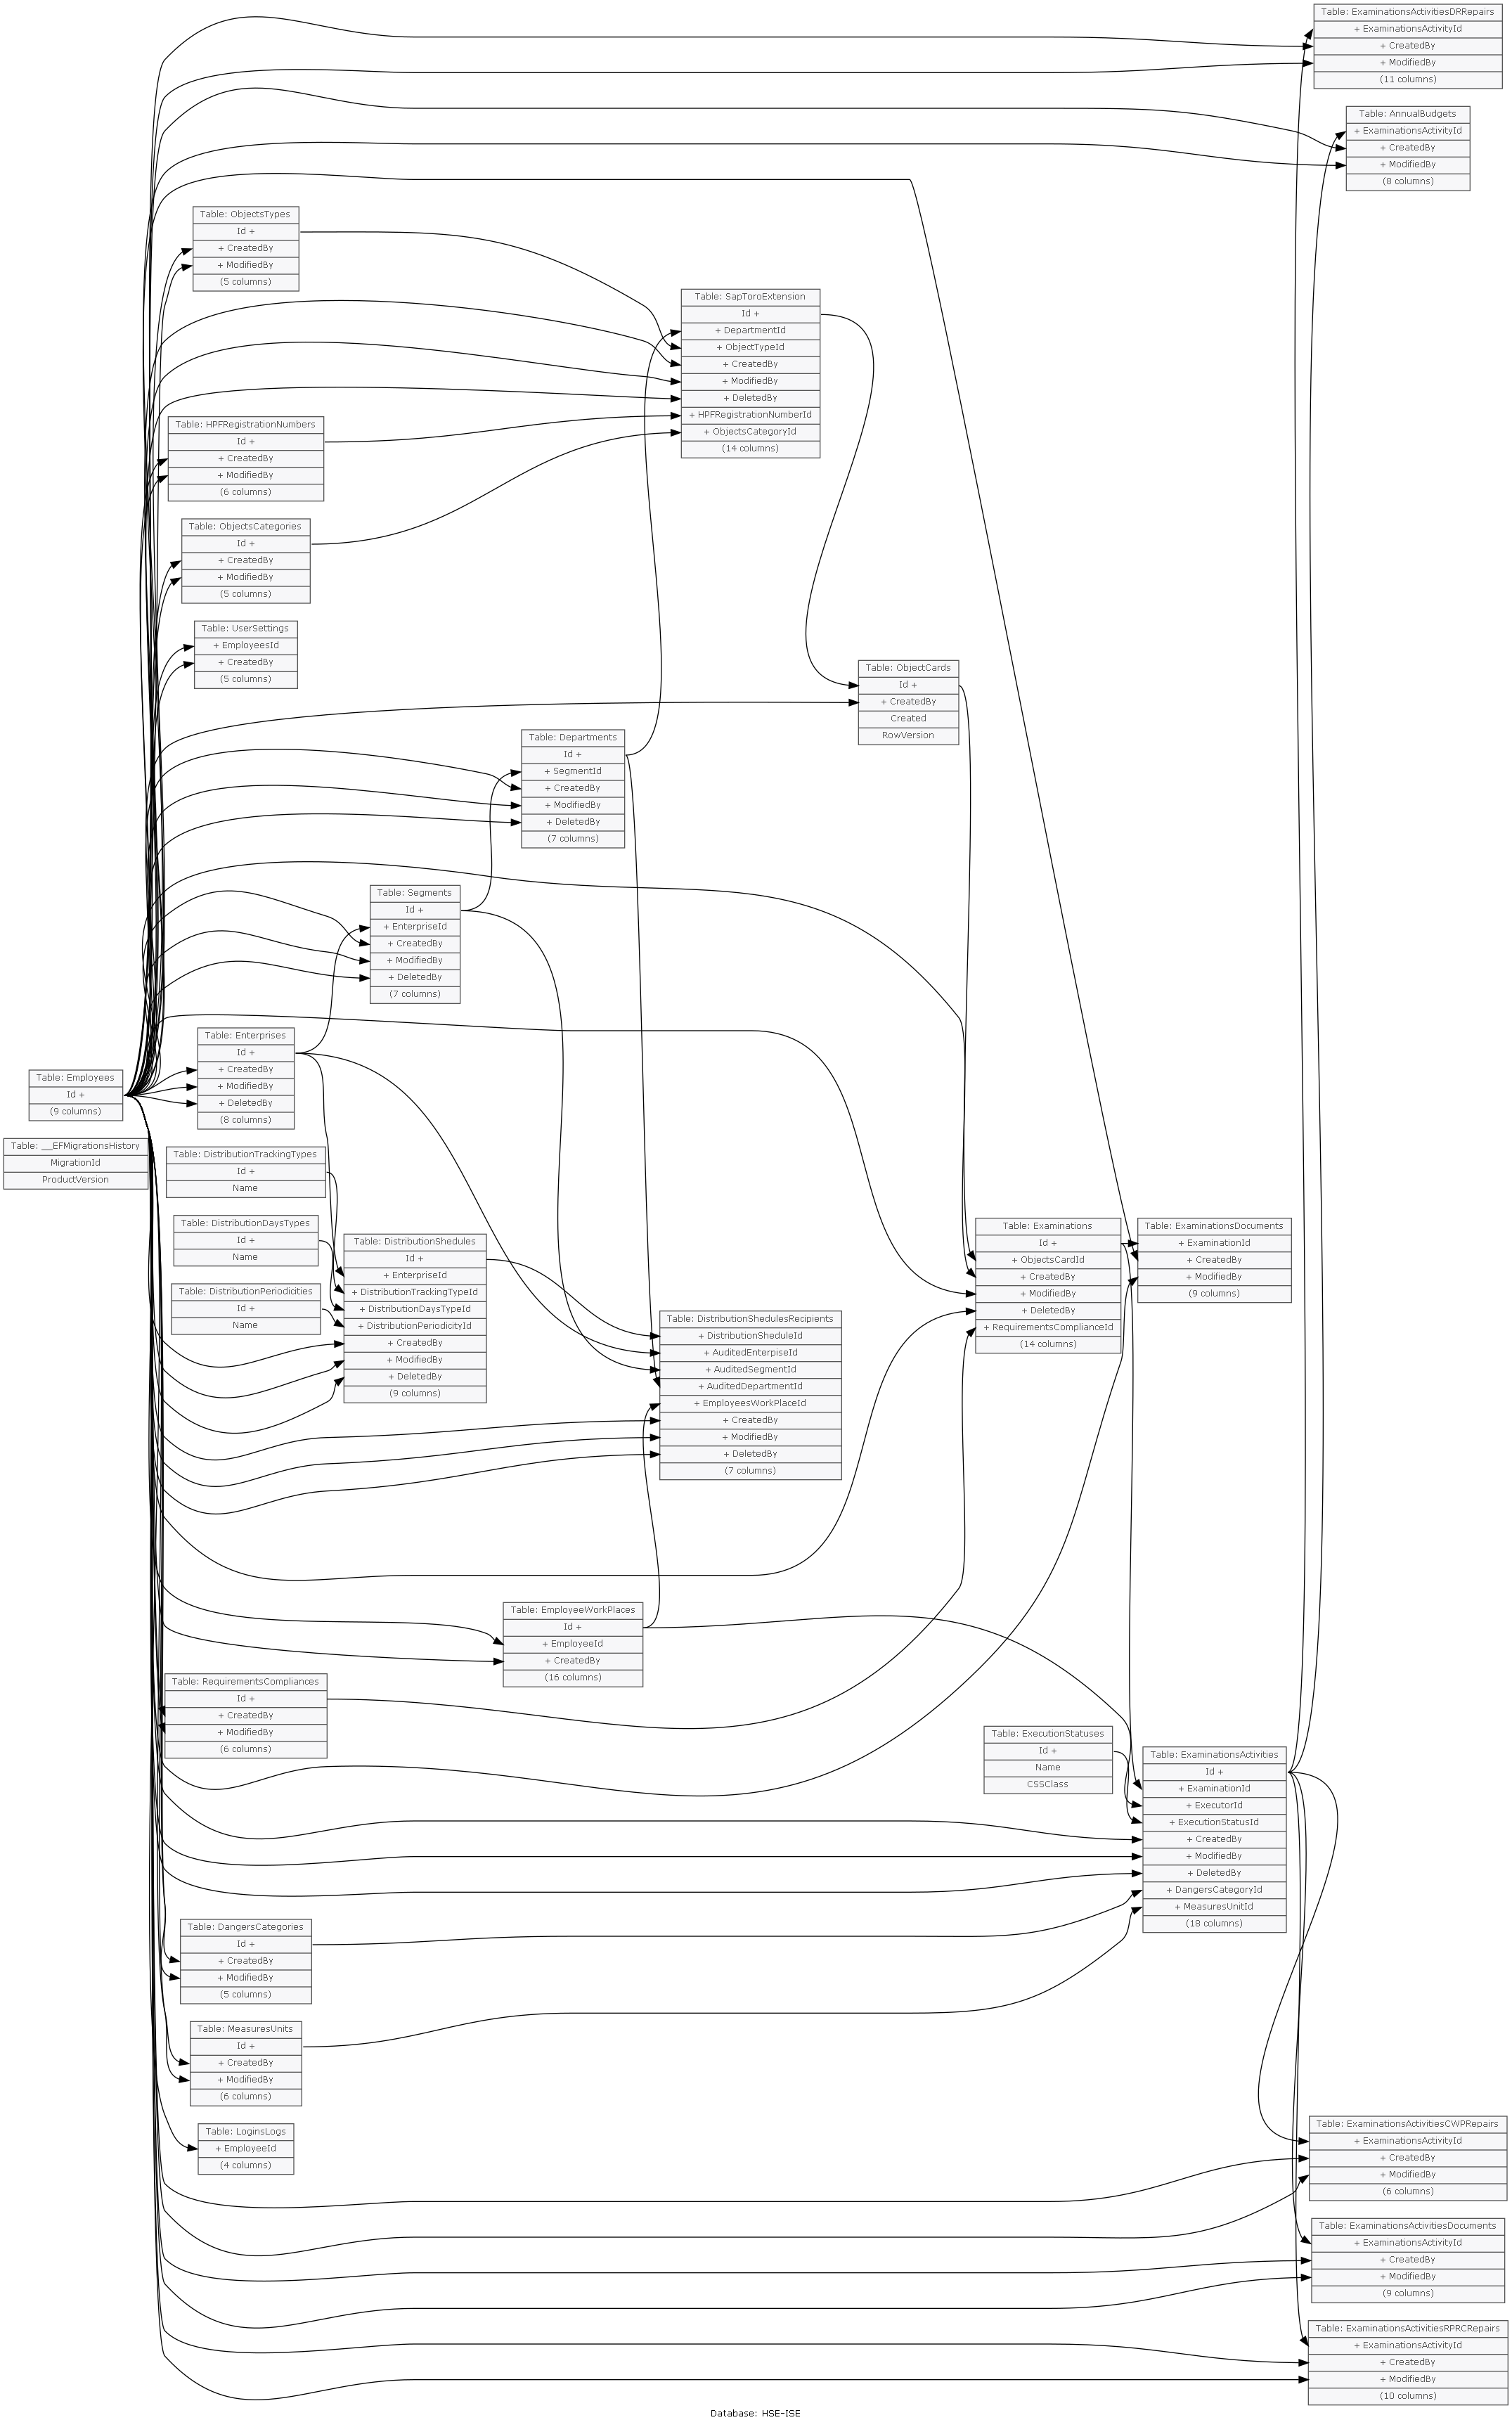 Table: ExaminationsActivitiesDRRepairs
+ ExaminationsActivityId
+ CreatedBy
+ ModifiedBy
(11 columns)
Table: AnnualBudgets
+ ExaminationsActivityId
+ CreatedBy
+ ModifiedBy
(8 columns)
Table: ObjectsTypes
Id +
+ CreatedBy
+ ModifiedBy
(5 columns)
Table: SapToroExtension
Id +
+ DepartmentId
+ ObjectTypeId
+ CreatedBy
+ ModifiedBy
+ DeletedBy
+ HPFRegistrationNumberId
+ ObjectsCategoryId
(14 columns)
Table: HPFRegistrationNumbers
Id +
+ CreatedBy
+ ModifiedBy
(6 columns)
Table: ObjectsCategories
Id +
+ CreatedBy
+ ModifiedBy
(5 columns)
Table: UserSettings
+ EmployeesId
+ CreatedBy
(5 columns)
Table: ObjectCards
Id +
+ CreatedBy
Created
RowVersion
Table: Departments
Id +
+ SegmentId
+ CreatedBy
+ ModifiedBy
+ DeletedBy
(7 columns)
Table: Segments
Id +
+ EnterpriseId
+ CreatedBy
+ ModifiedBy
+ DeletedBy
(7 columns)
Table: Enterprises
Id +
+ CreatedBy
+ ModifiedBy
+ DeletedBy
(8 columns)
Table: Employees
Id +
(9 columns)
Table: __EFMigrationsHistory
MigrationId
ProductVersion
Table: DistributionTrackingTypes
Id +
Name
Table: DistributionDaysTypes
Id +
Name
Table: DistributionPeriodicities
Id +
Name
Table: DistributionShedules
Id +
+ EnterpriseId
+ DistributionTrackingTypeId
+ DistributionDaysTypeId
+ DistributionPeriodicityId
+ CreatedBy
+ ModifiedBy
+ DeletedBy
(9 columns)
Table: DistributionShedulesRecipients
+ DistributionSheduleId
+ AuditedEnterpiseId
+ AuditedSegmentId
+ AuditedDepartmentId
+ EmployeesWorkPlaceId
+ CreatedBy
+ ModifiedBy
+ DeletedBy
(7 columns)
Table: Examinations
Id +
+ ObjectsCardId
+ CreatedBy
+ ModifiedBy
+ DeletedBy
+ RequirementsComplianceId
(14 columns)
Table: ExaminationsDocuments
+ ExaminationId
+ CreatedBy
+ ModifiedBy
(9 columns)
Table: EmployeeWorkPlaces
Id +
+ EmployeeId
+ CreatedBy
(16 columns)
Table: RequirementsCompliances
Id +
+ CreatedBy
+ ModifiedBy
(6 columns)
Table: ExecutionStatuses
Id +
Name
CSSClass
Table: ExaminationsActivities
Id +
+ ExaminationId
+ ExecutorId
+ ExecutionStatusId
+ CreatedBy
+ ModifiedBy
+ DeletedBy
+ DangersCategoryId
+ MeasuresUnitId
(18 columns)
Table: DangersCategories
Id +
+ CreatedBy
+ ModifiedBy
(5 columns)
Table: MeasuresUnits
Id +
+ CreatedBy
+ ModifiedBy
(6 columns)
Table: LoginsLogs
+ EmployeeId
(4 columns)
Table: ExaminationsActivitiesCWPRepairs
+ ExaminationsActivityId
+ CreatedBy
+ ModifiedBy
(6 columns)
Table: ExaminationsActivitiesDocuments
+ ExaminationsActivityId
+ CreatedBy
+ ModifiedBy
(9 columns)
Table: ExaminationsActivitiesRPRCRepairs
+ ExaminationsActivityId
+ CreatedBy
+ ModifiedBy
(10 columns)
Database: HSE-ISE